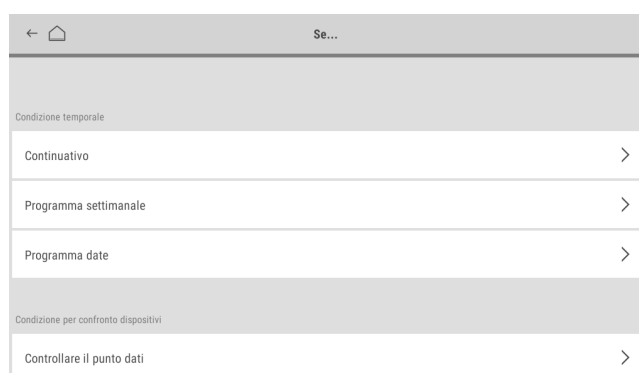 Se...
Condizione temporale
Continuativo
Programma settimanale
Programma date
Condizione per confronto dispositivi
Controllare il punto dati